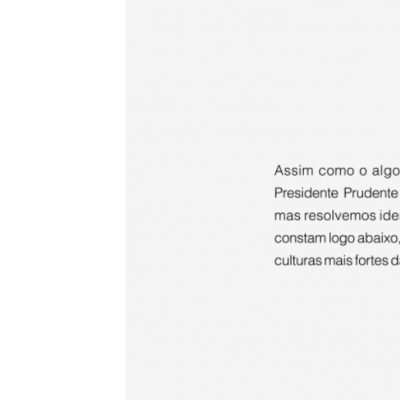 Assim como o algo
Presidente Prudente
mas resolvemos ide
constam logo abaixo,
culturas mais fortes d